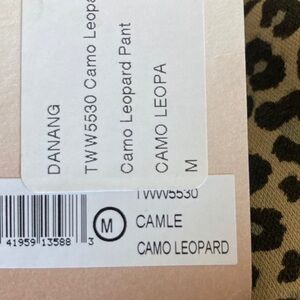 DANANG
TWW5530 Camo Leopa
Camo Leopard Pant
CAMO LEOPA
M
TWW5530
M
CAMLE
CAMO LEOPARD
41959 13588 3